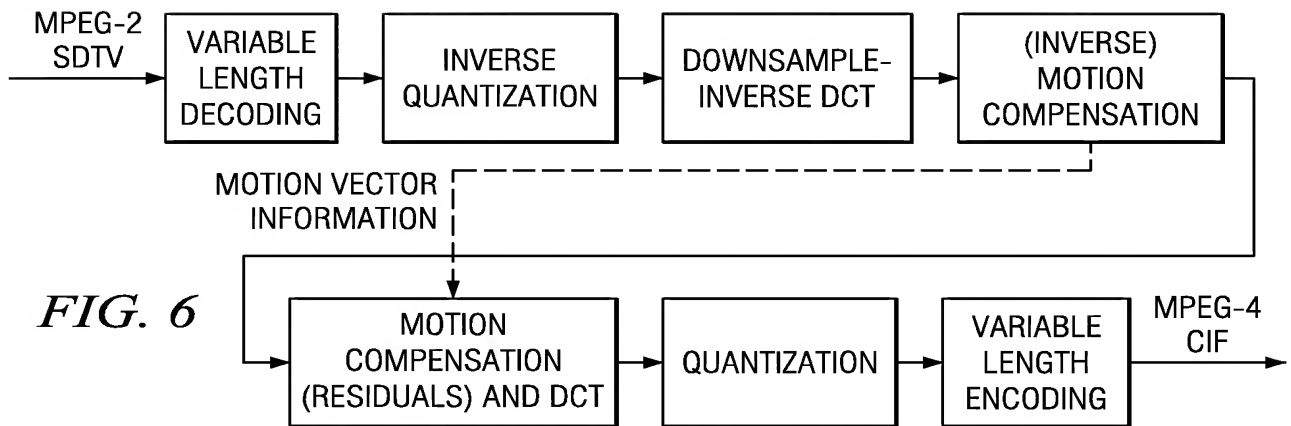 MPEG-2
SDTV
VARIABLE
LENGTH
DECODING
INVERSE
QUANTIZATION
DOWNSAMPLE-
INVERSE DCT
(INVERSE)
MOTION
COMPENSATION
MOTION VECTOR
INFORMATION
FIG. 6
MOTION
COMPENSATION
(RESIDUALS) AND DCT
QUANTIZATION
VARIABLE
LENGTH
ENCODING
MPEG-4
CIF